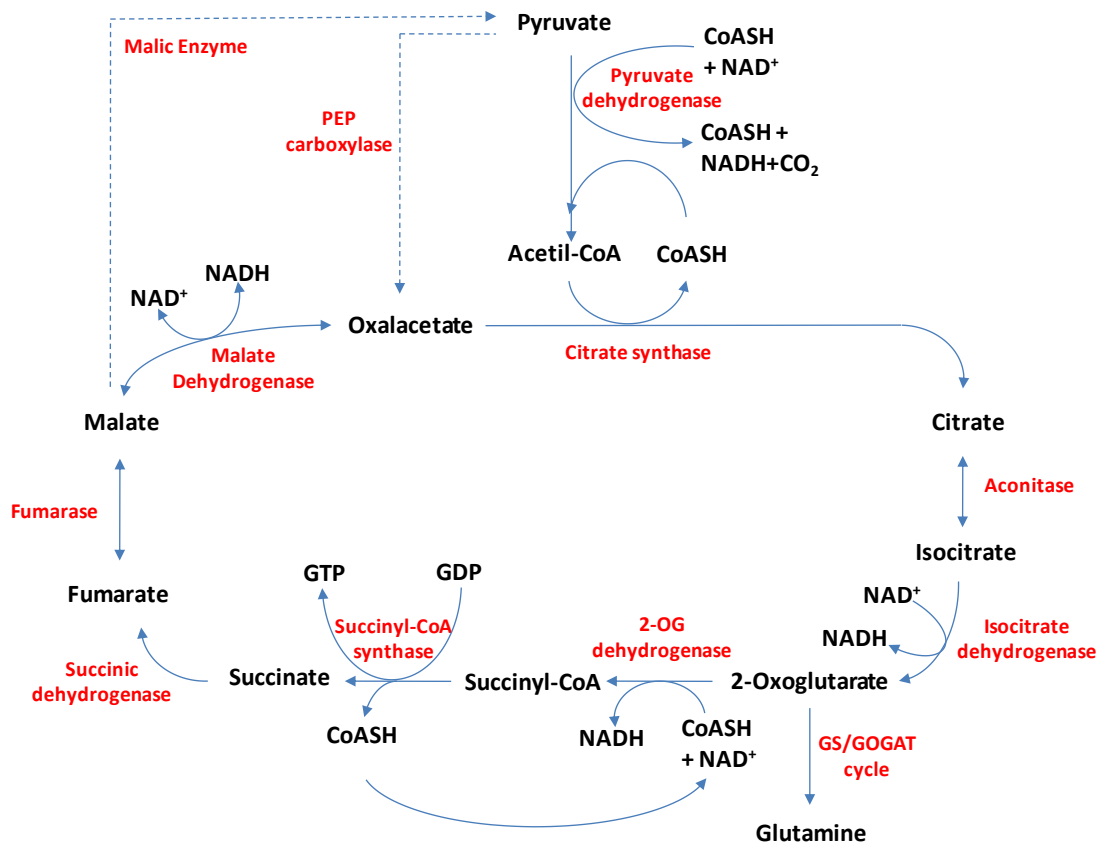 Pyruvate
Malic Enzyme
CoASH
+ NAD⁺
Pyruvate
dehydrogenase
PEP
carboxylase
CoASH +
NADH+CO₂
Acetil-CoA
CoASH
NADH
NAD⁺
Oxalacetate
Citrate synthase
Malate
Dehydrogenase
Malate
Citrate
Fumarase
Aconitase
Isocitrate
GTP
GDP
Fumarate
NAD⁺
NADH
Isocitrate
dehydrogenase
Succinyl-CoA
synthase
2-OG
dehydrogenase
Succinic
dehydrogenase
Succinate
Succinyl-CoA
2-Oxoglutarate
CoASH
NADH
CoASH
+ NAD⁺
GS/GOGAT
cycle
Glutamine